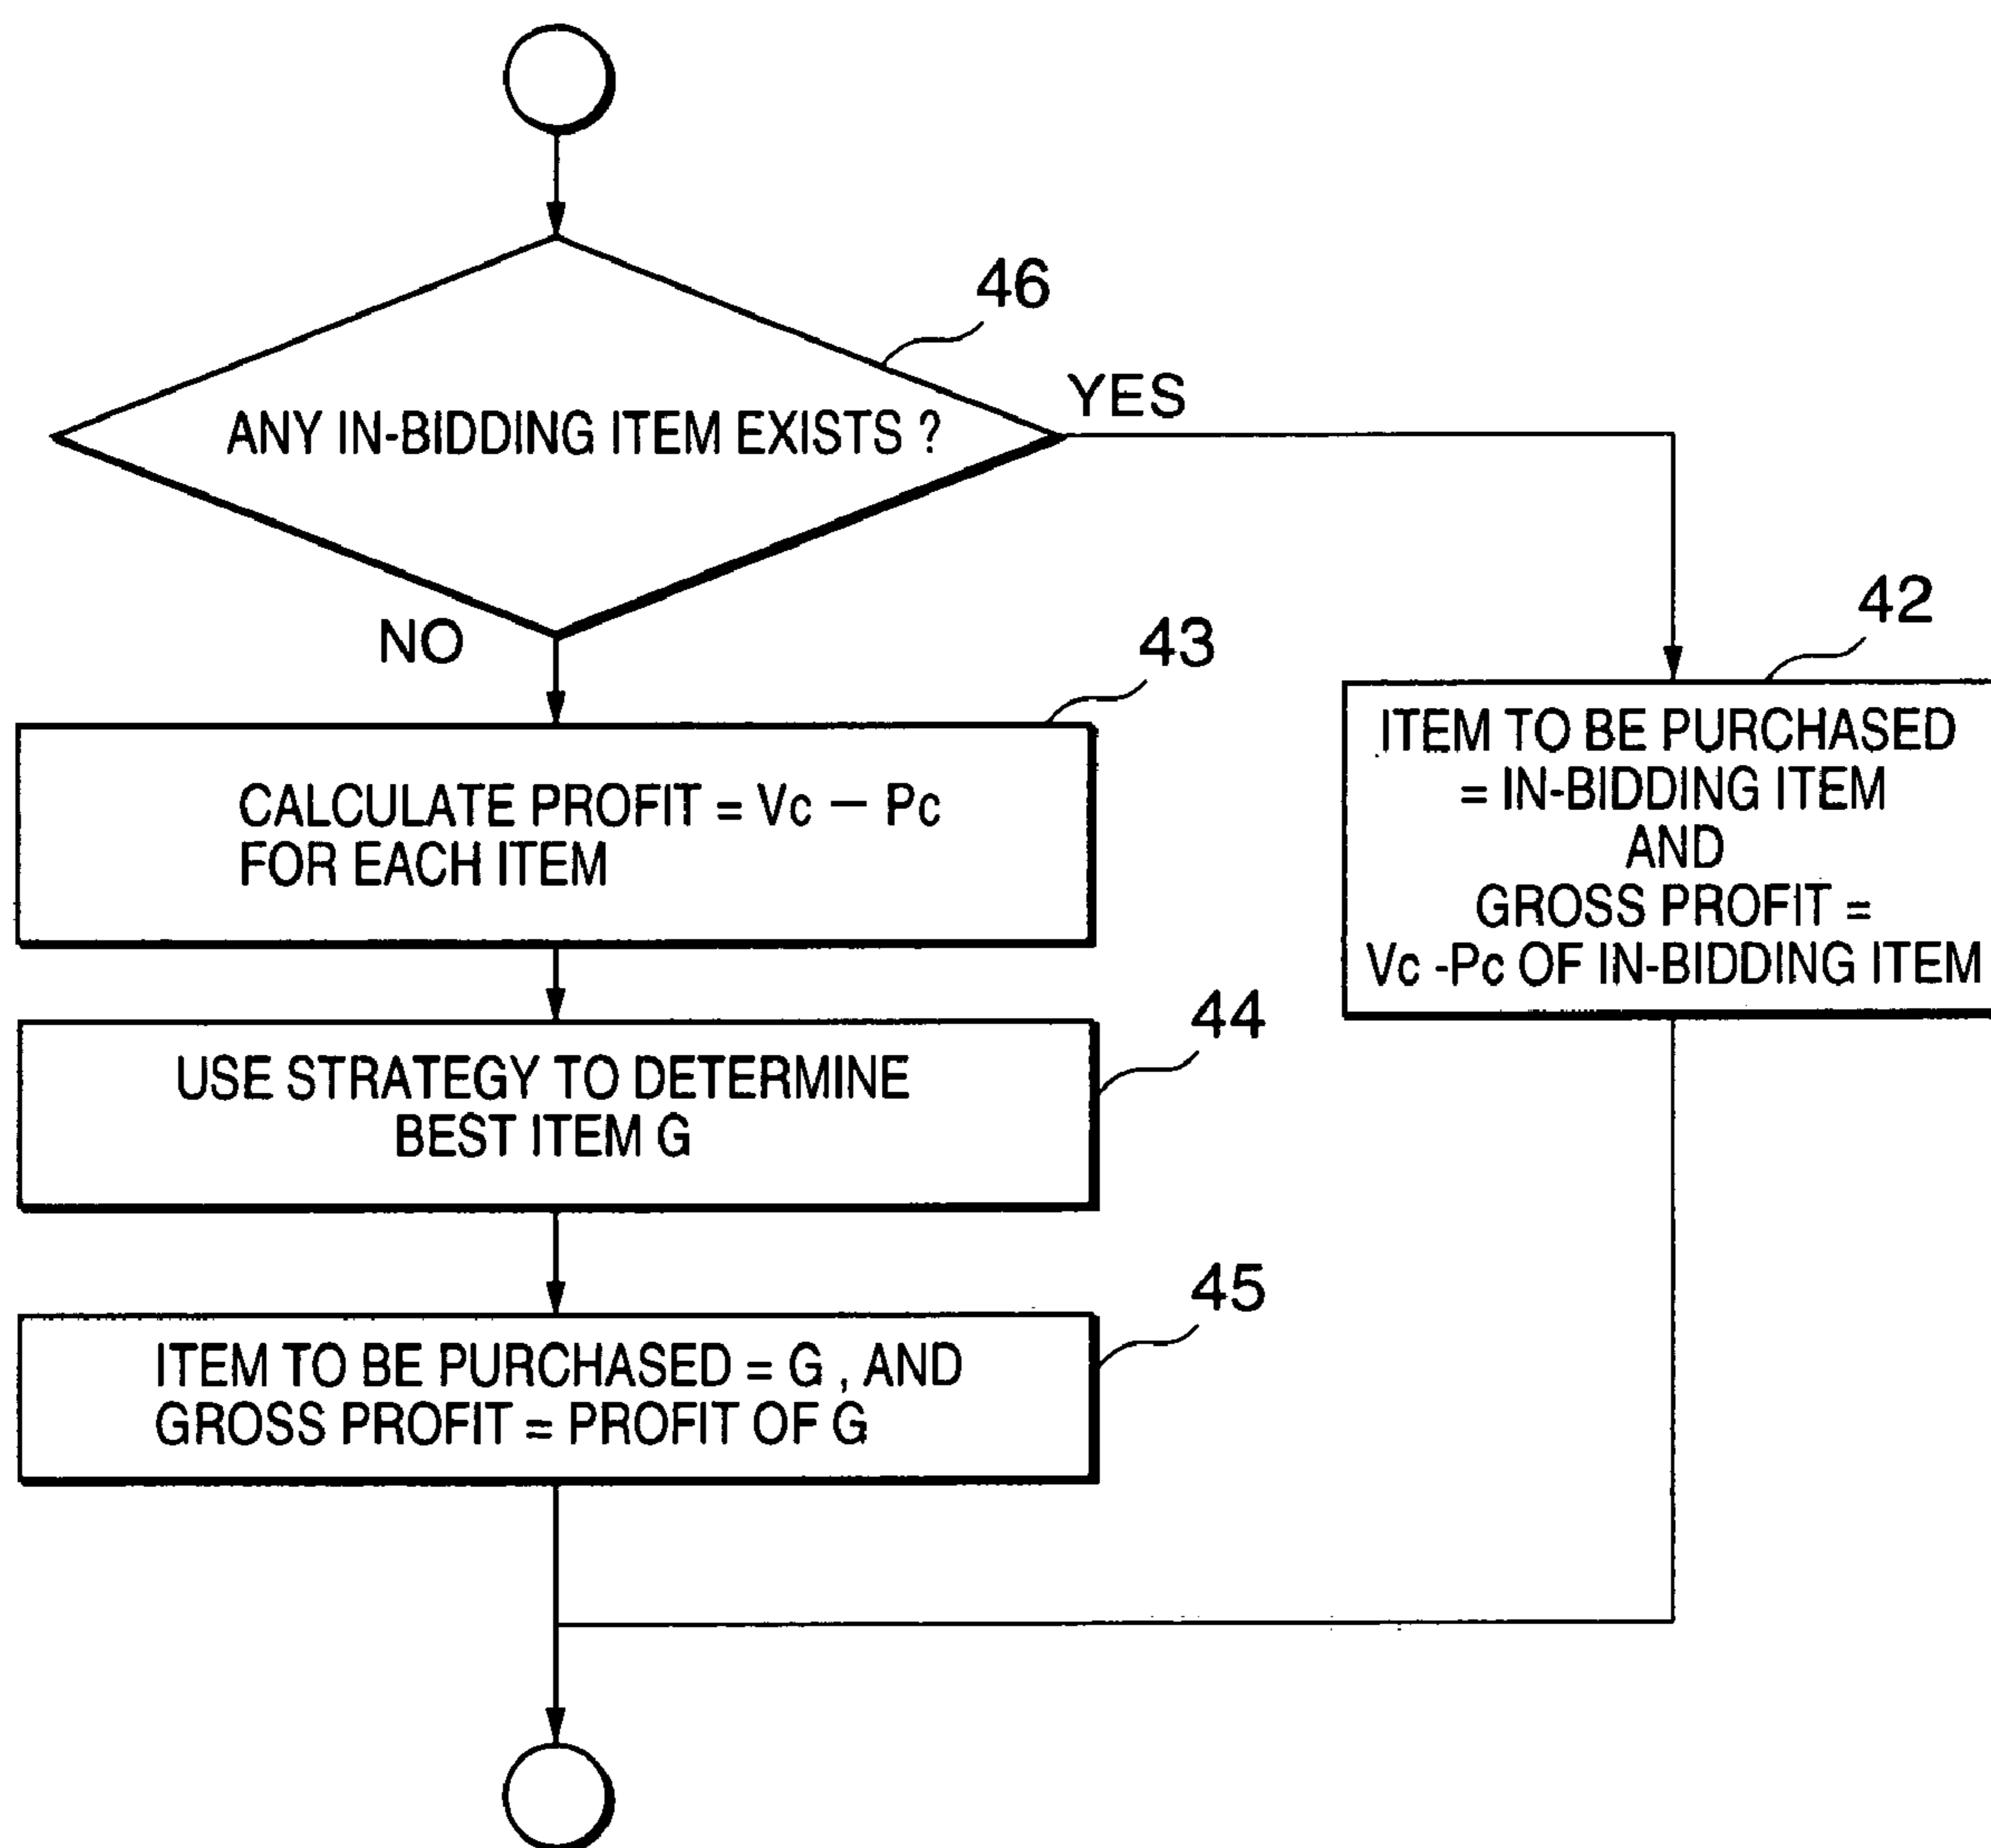 46
ANY IN-BIDDING ITEM EXISTS ?
YES
NO
43
CALCULATE PROFIT = Vc — Pc
FOR EACH ITEM
42
ITEM TO BE PURCHASED
= IN-BIDDING ITEM
AND
GROSS PROFIT =
Vc -Pc OF IN-BIDDING ITEM
44
USE STRATEGY TO DETERMINE
BEST ITEM G
45
ITEM TO BE PURCHASED = G , AND
GROSS PROFIT = PROFIT OF G